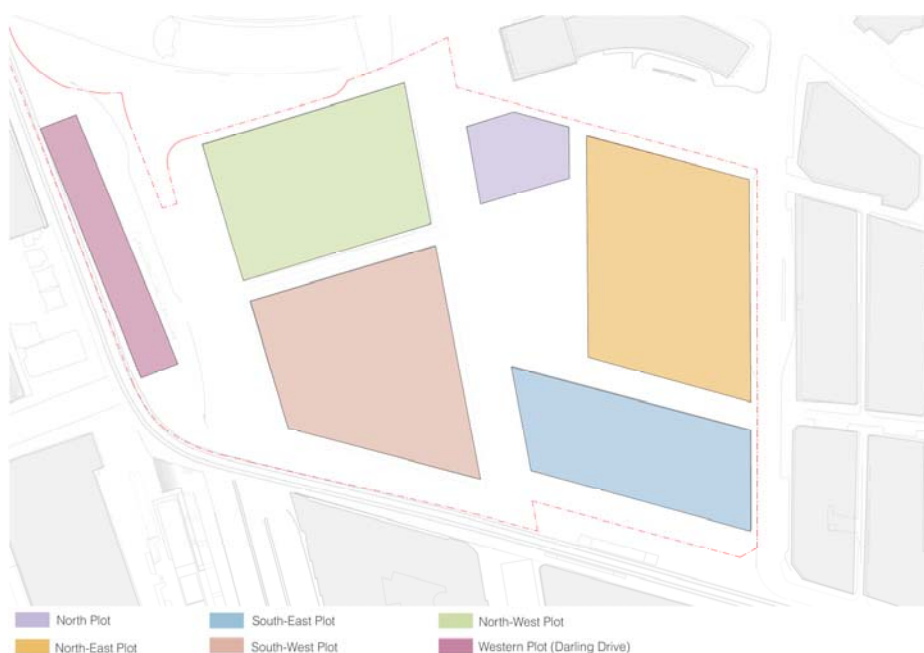 North Plot
South-East Plot
North-West Plot
North-East Plot
South-West Plot
Western Plot (Darling Drive)